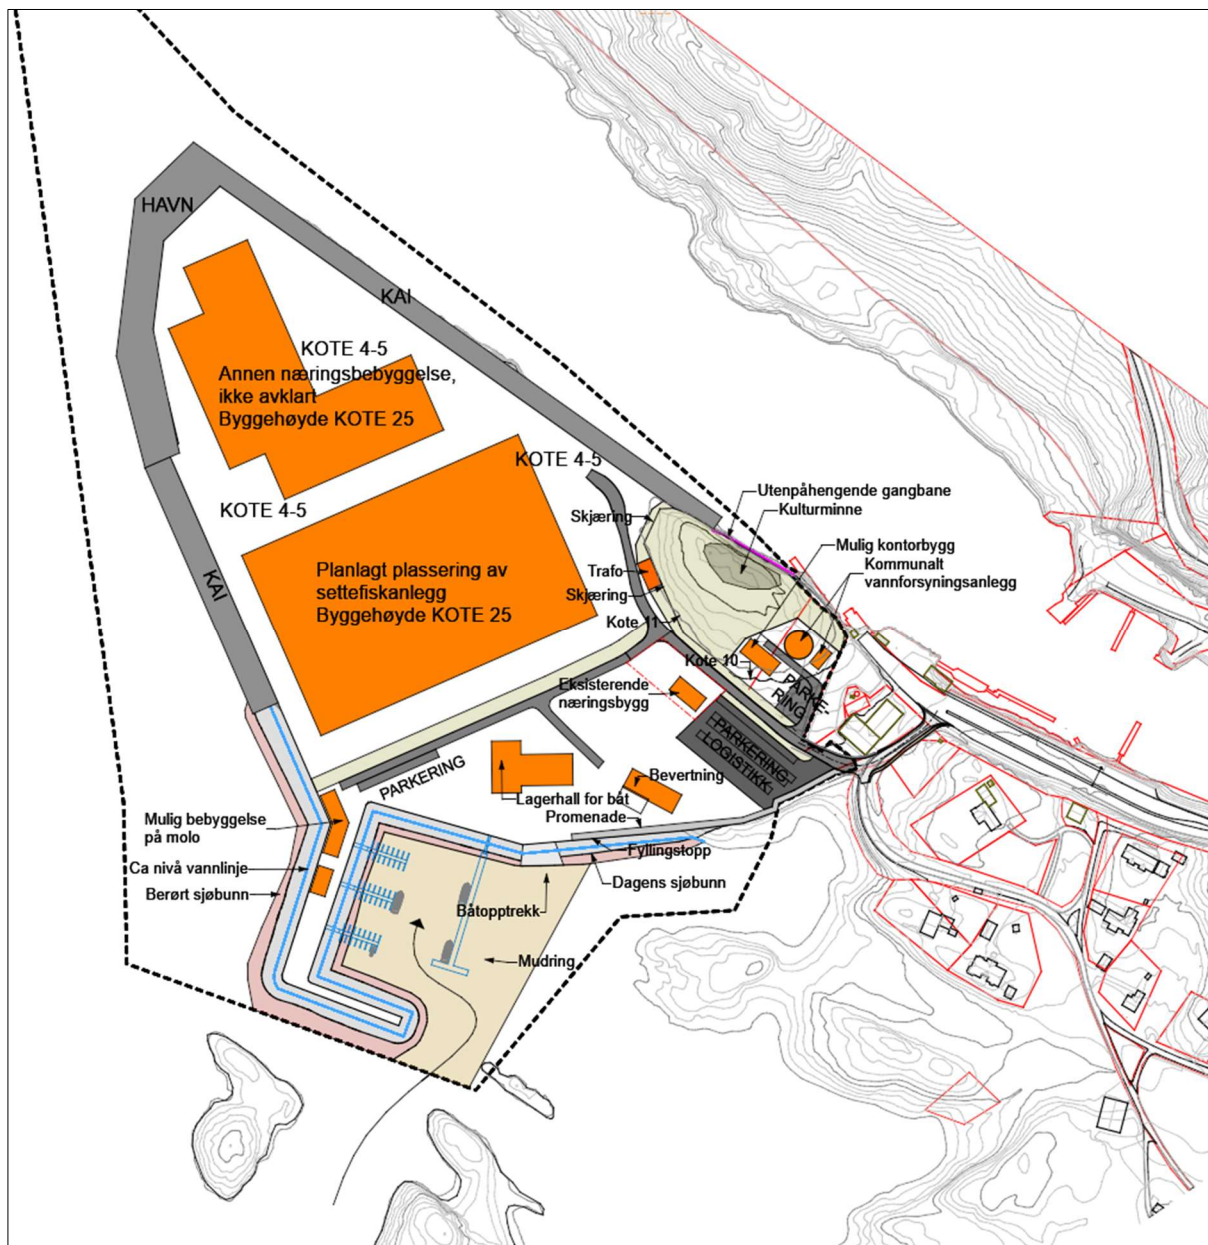 HAVN
KAI
KOTE 4-5
Annen næringsbebyggelse,
ikke avklart
Byggehøyde KOTE 25
KOTE 4-5
KOTE 4-5
Utenpåhengende gangbane
Kulturminne
Skjæring
Mulig kontorbygg
Kommunalt
vannforsyningsanlegg
KAI
Planlagt plassering av
settefiskanlegg
Byggehøyde KOTE 25
Trafo
Skjæring
Kote 11
Kote 10
PARKE-
RING
Eksisterende
næringsbygg
PARKERING
LOGISTIKK
PARKERING
Bevertning
Lagerhall for båt
Promenade
Mulig bebyggelse
på molo
Fyllingstopp
Ca nivå vannlinje
Dagens sjøbunn
Berørt sjøbunn
Båtopptrekk
Mudring